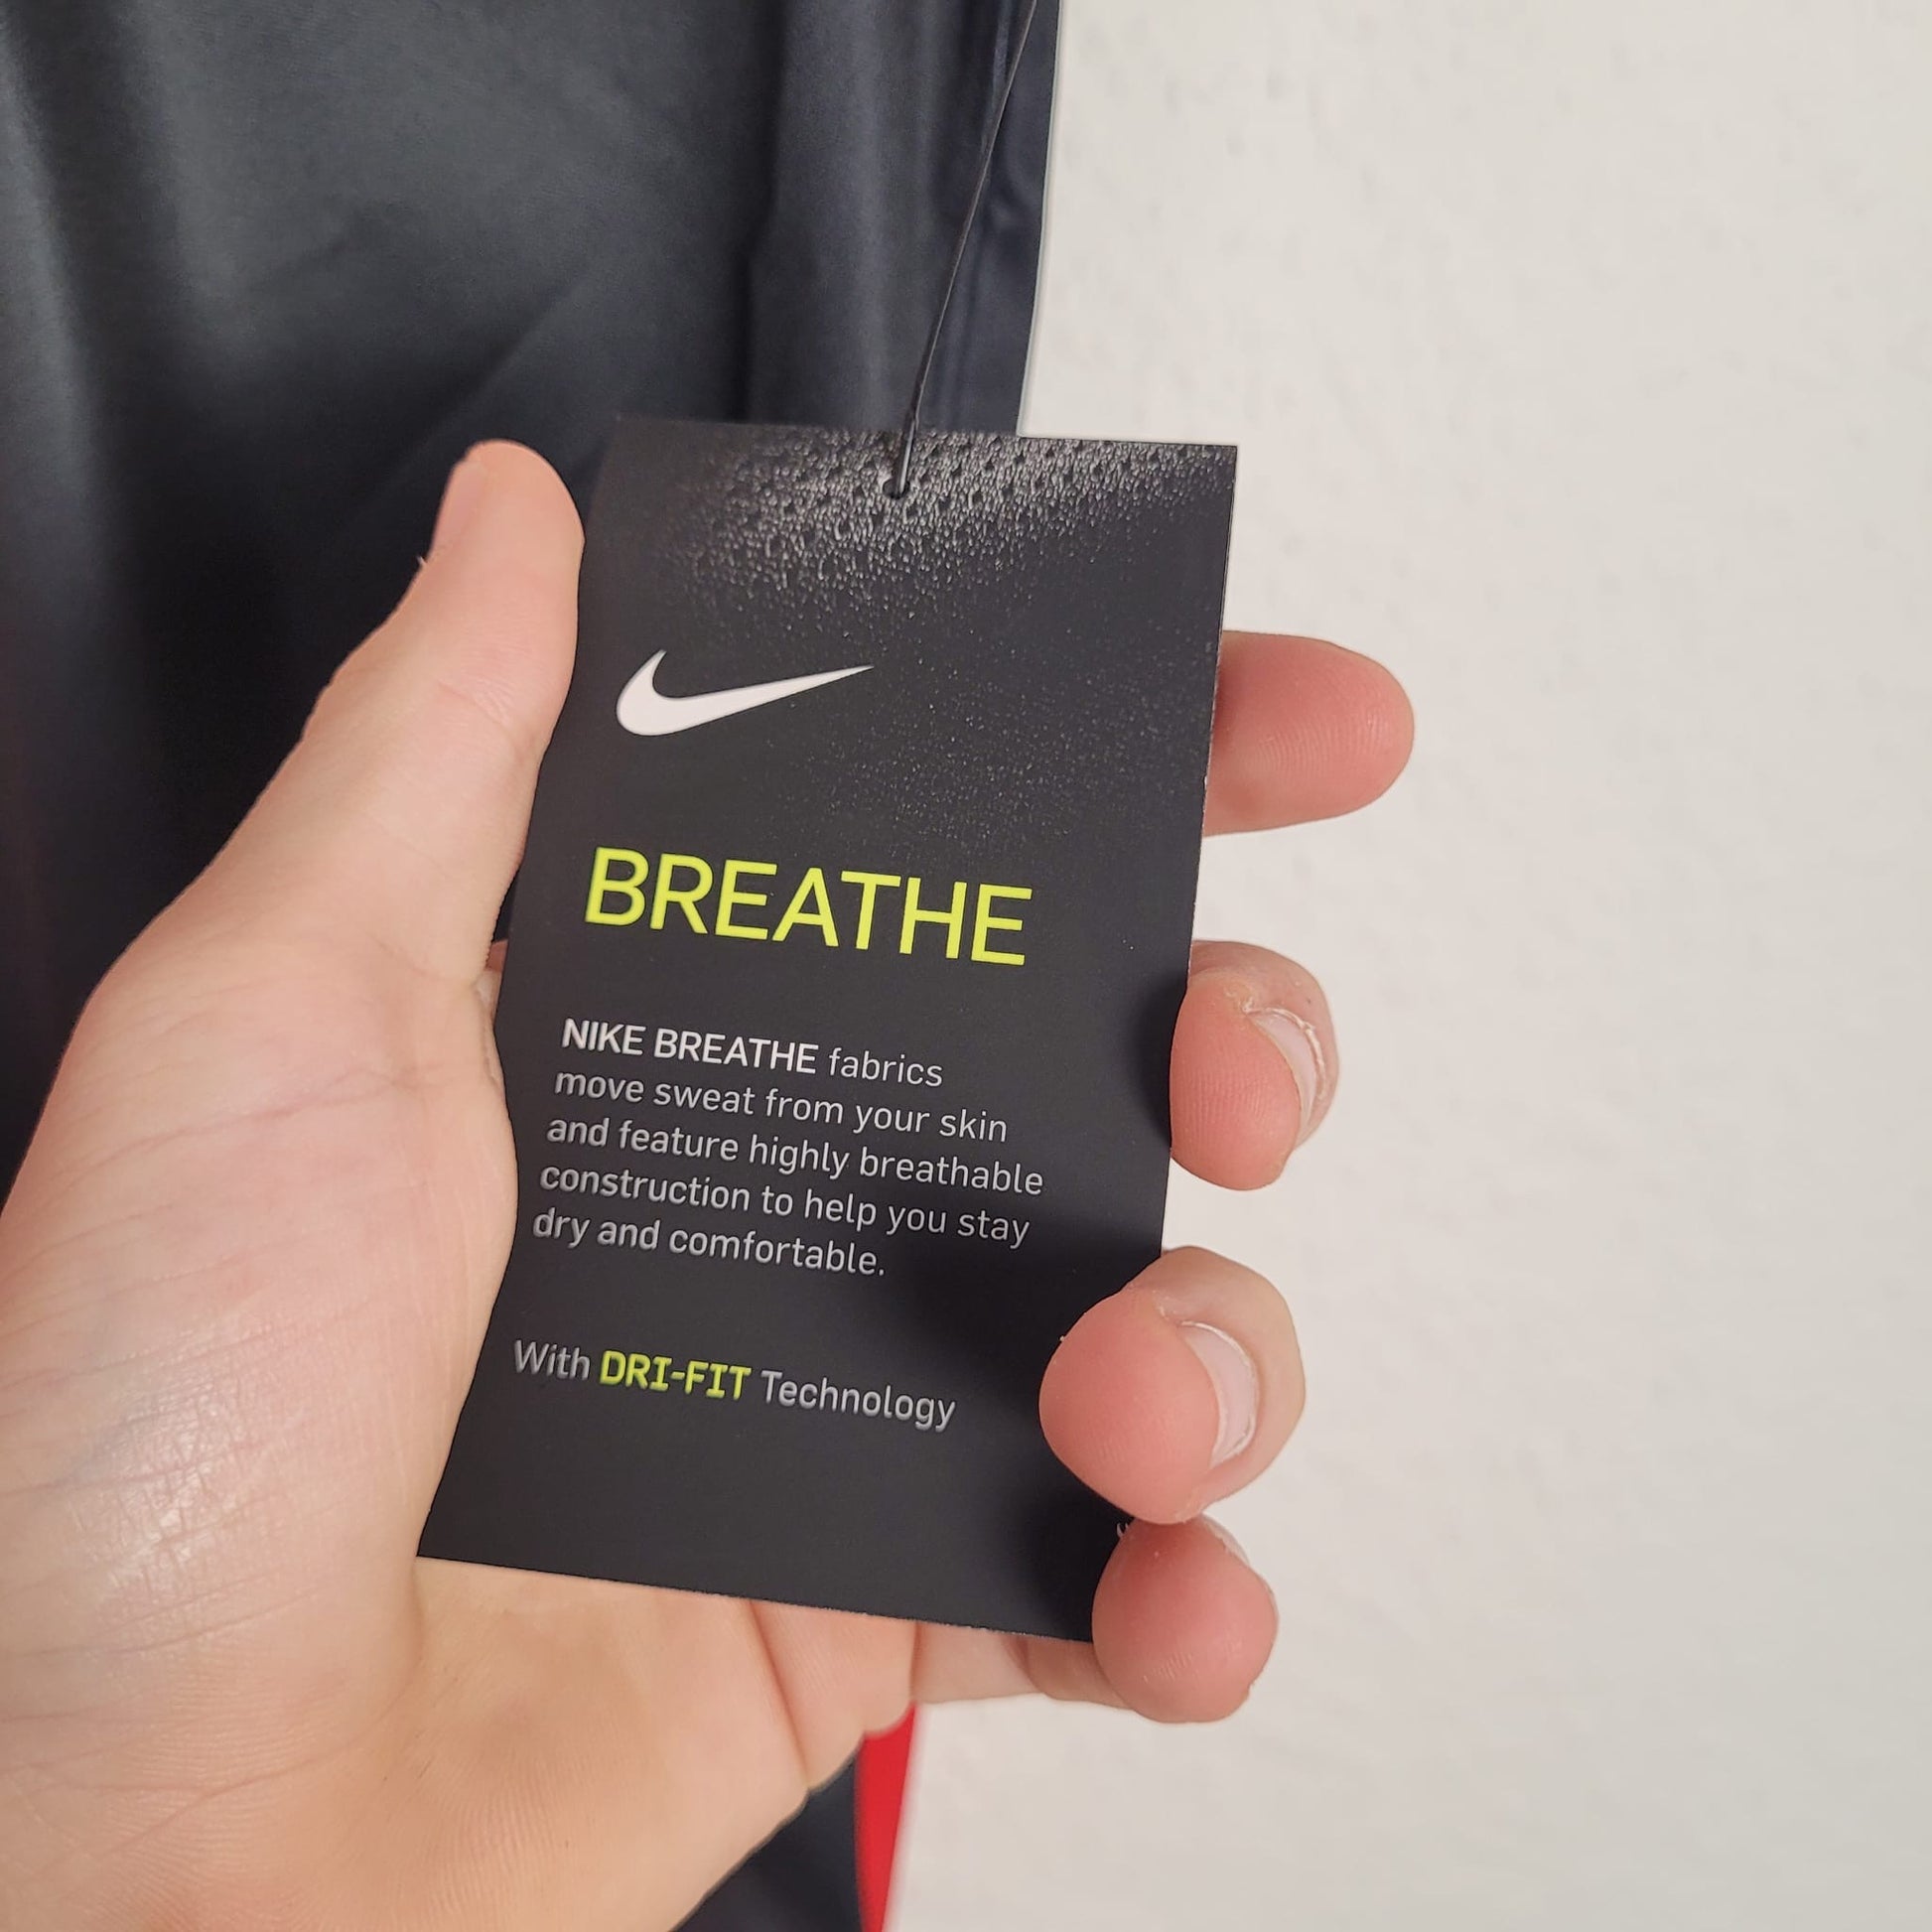 BREATHE
NIKE BREATHE fabrics
move sweat from your skin
and feature highly breathable
construction to help you stay
dry and comfortable.
With DRI-FIT Technology